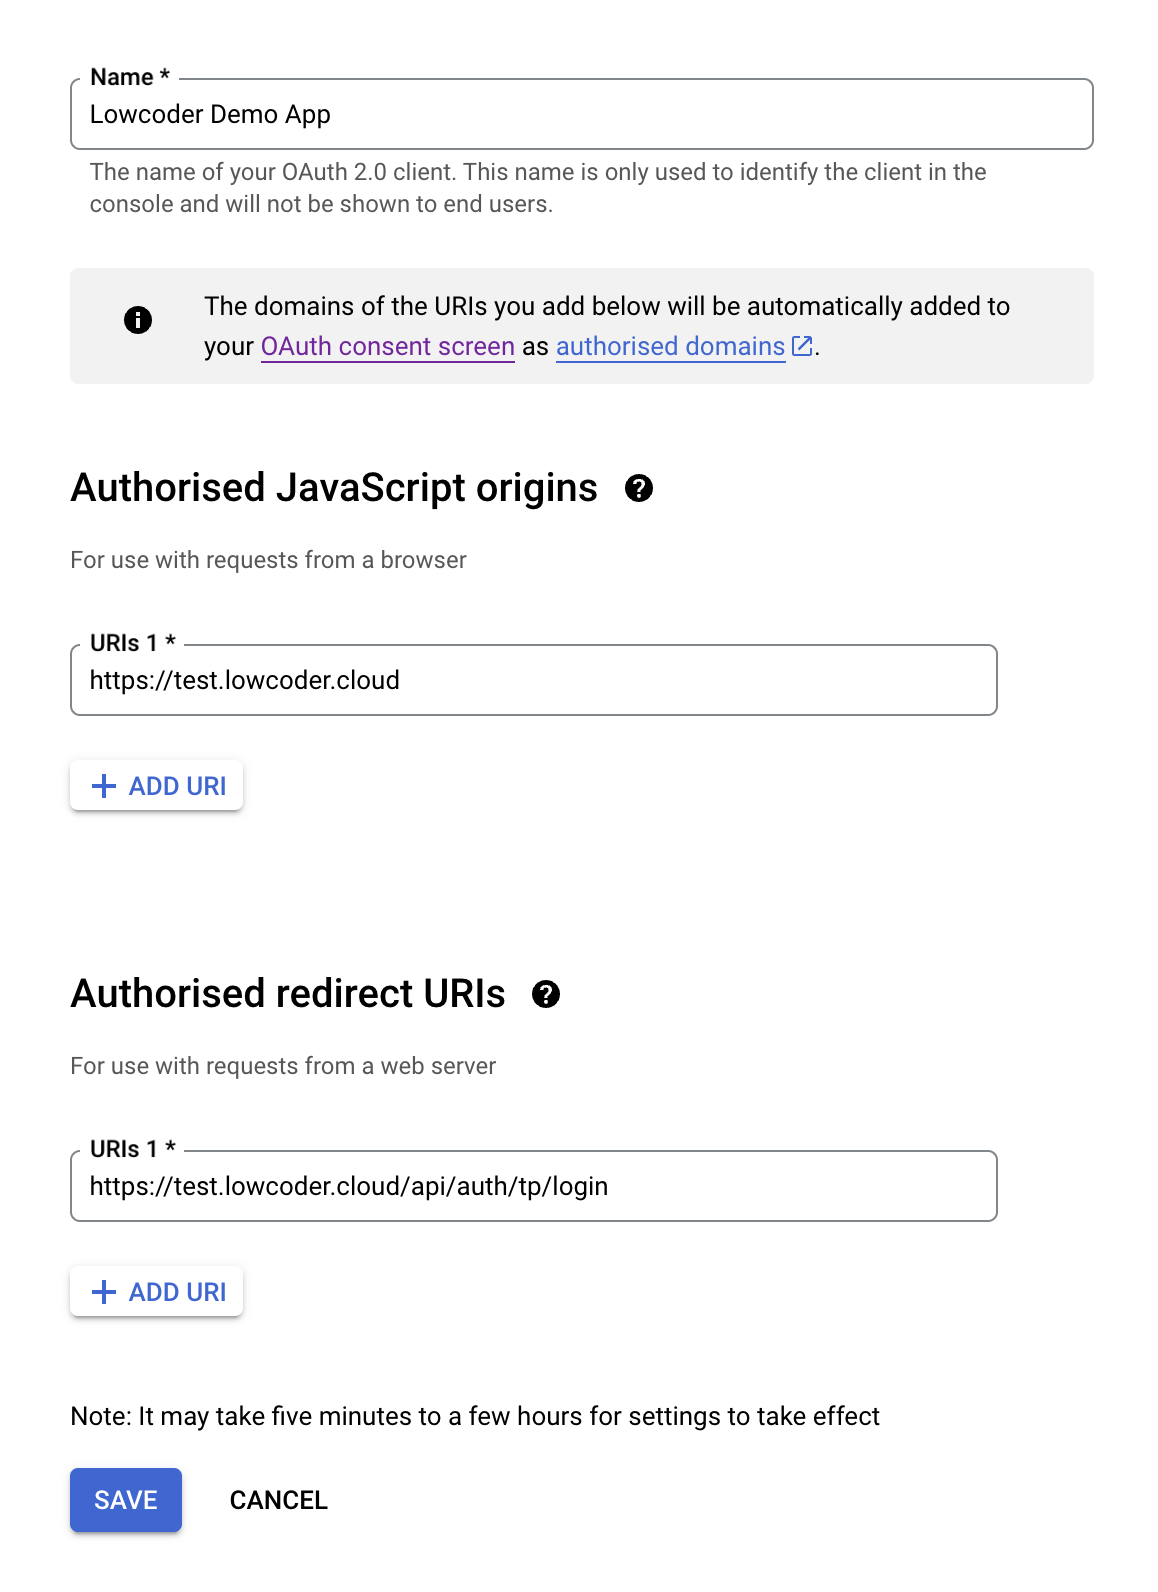 Name *
Lowcoder Demo App
The name of your OAuth 2.0 client. This name is only used to identify the client in the
console and will not be shown to end users.
The domains of the URIs you add below will be automatically added to
your OAuth consent screen as authorised domains.
Authorised JavaScript origins
For use with requests from a browser
URIs 1 *
https://test.lowcoder.cloud
ADD URI
Authorised redirect URIs
For use with requests from a web server
URIs 1 *
https://test.lowcoder.cloud/api/auth/tp/login
ADD URI
Note: It may take five minutes to a few hours for settings to take effect
SAVE CANCEL